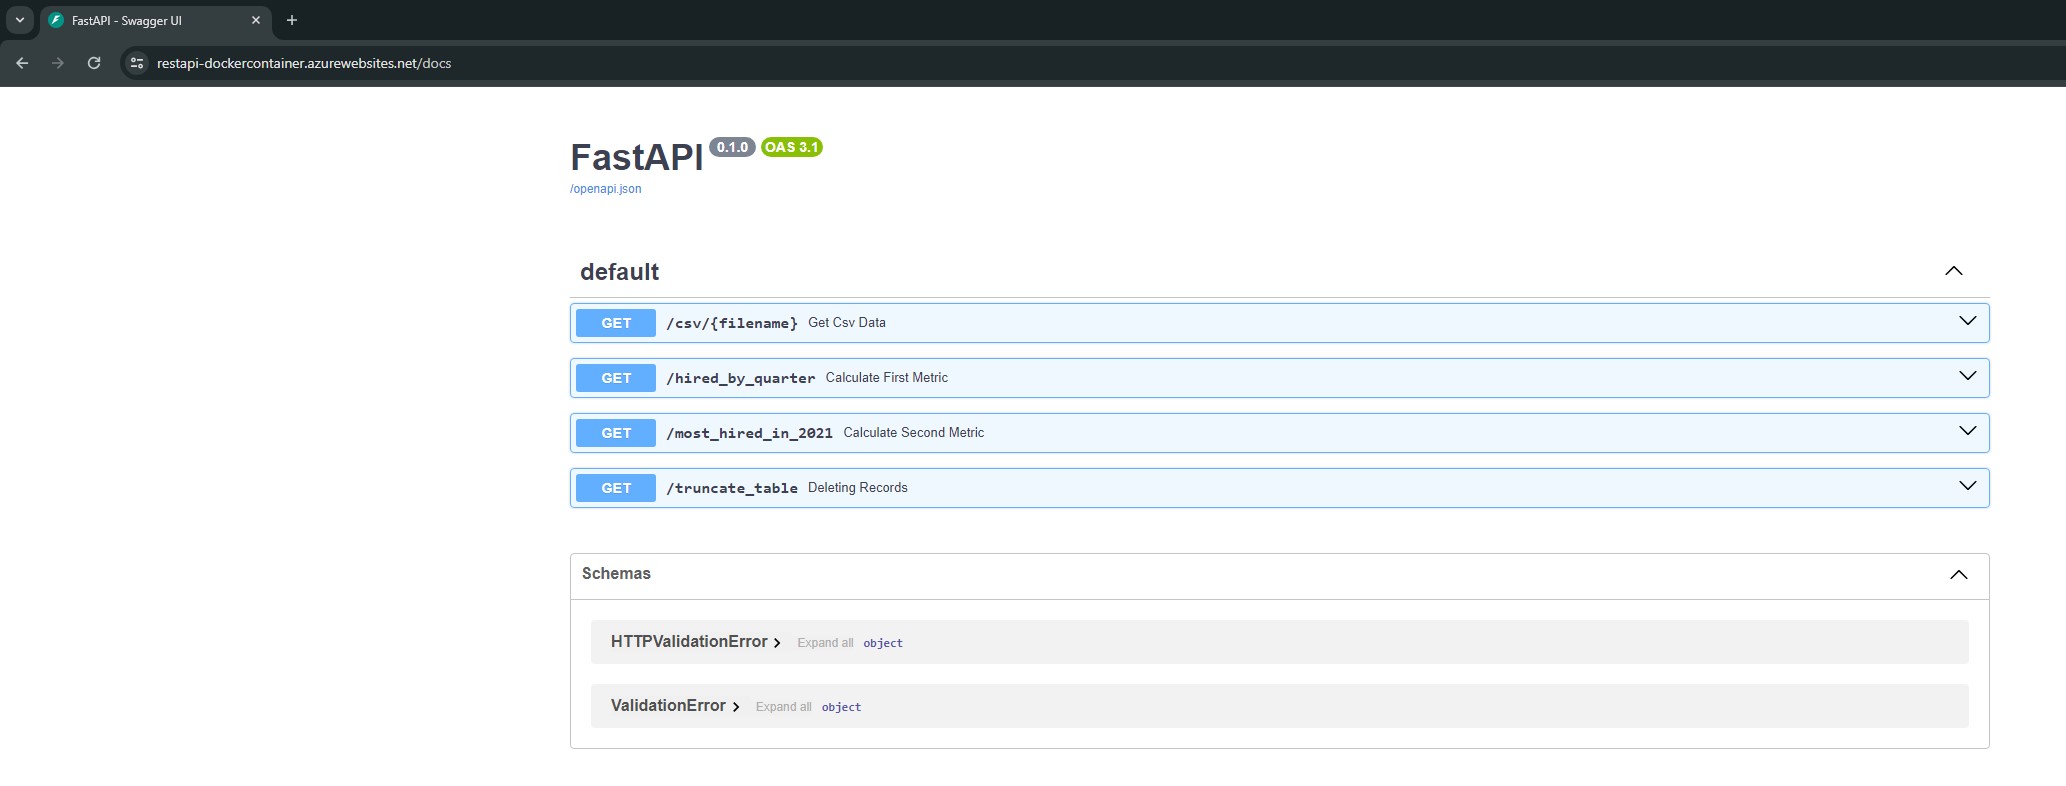 FastAPI - Swagger UI
restapi-dockercontainer.azurewebsites.net/docs
FastAPI 0.1.0 OAS 3.1
/openapi.json
default
GET /csv/{filename} Get Csv Data
GET /hired_by_quarter Calculate First Metric
GET /most_hired_in_2021 Calculate Second Metric
GET /truncate_table Deleting Records
Schemas
HTTPValidationError Expand all object
ValidationError Expand all object